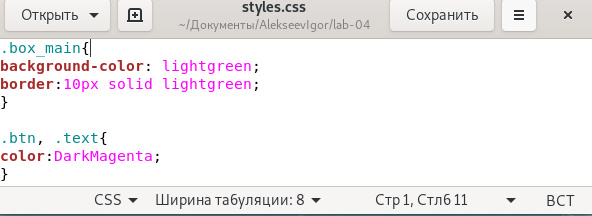 Открыть
styles.css
~/Документы/AlekseevIgor/lab-04
Сохранить
.box_main{
background-color: lightgreen;
border:10px solid lightgreen;
}
.btn, .text{
color:DarkMagenta;
}
CSS Ширина табуляции: 8 Стр 1, Стлб 11 ВСТ